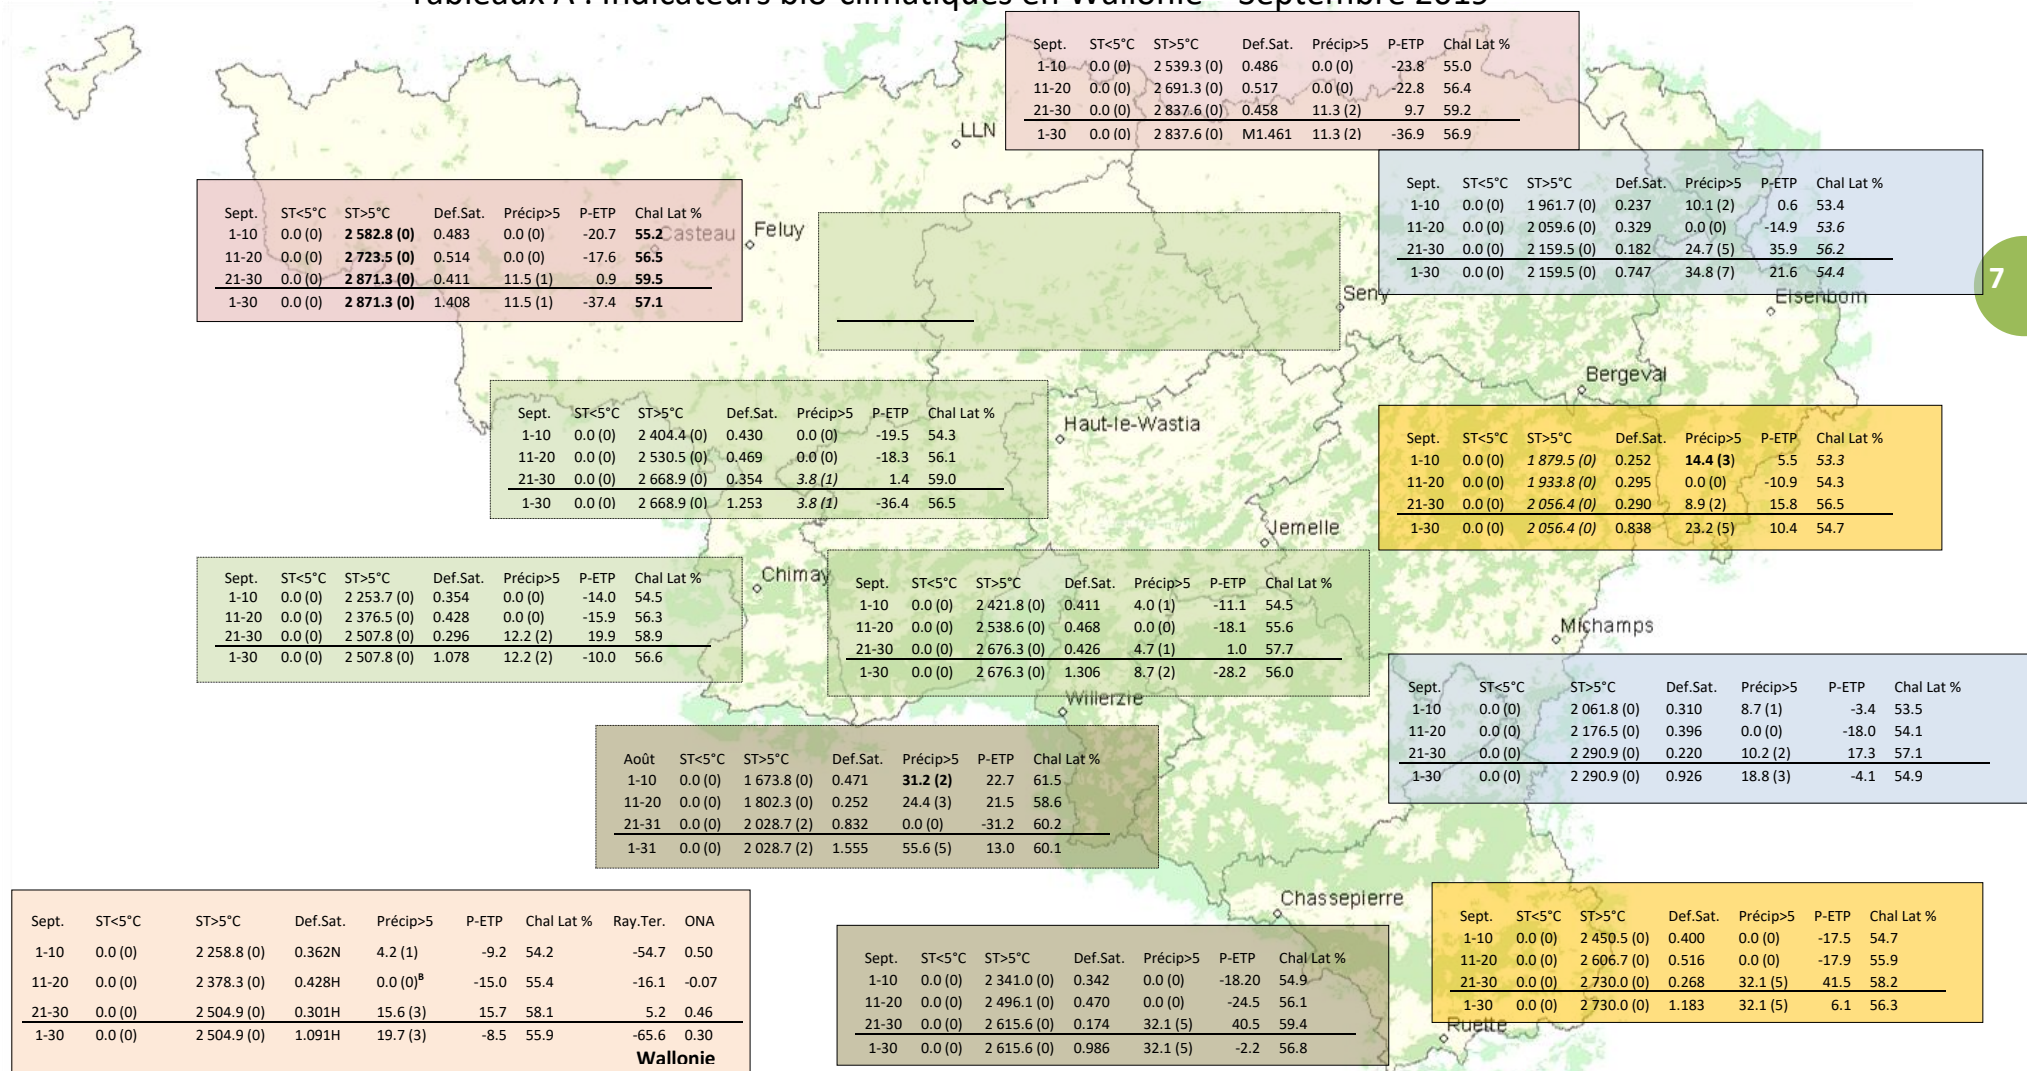 Tableaux A : Indicateurs bio-climatiques en Wallonie - Septembre 2019
Sept. ST<5°C ST>5°C Def.Sat. Précip>5 P-ETP Chal Lat %
1-10 0.0 (0) 2 539.3 (0) 0.486 0.0 (0) -23.8 55.0
11-20 0.0 (0) 2 691.3 (0) 0.517 0.0 (0) -22.8 56.4
21-30 0.0 (0) 2 837.6 (0) 0.458 11.3 (2) 9.7 59.2
1-30 0.0 (0) 2 837.6 (0) M1.461 11.3 (2) -36.9 56.9
LLN
Sept. ST<5°C ST>5°C Def.Sat. Précip>5 P-ETP Chal Lat %
1-10 0.0 (0) 1 961.7 (0) 0.237 10.1 (2) 0.6 53.4
11-20 0.0 (0) 2 059.6 (0) 0.329 0.0 (0) -14.9 53.6
21-30 0.0 (0) 2 159.5 (0) 0.182 24.7 (5) 35.9 56.2
1-30 0.0 (0) 2 159.5 (0) 0.747 34.8 (7) 21.6 54.4
Sept. ST<5°C ST>5°C Def.Sat. Précip>5 P-ETP Chal Lat %
1-10 0.0 (0) 2 582.8 (0) 0.483 0.0 (0) -20.7 55.2
11-20 0.0 (0) 2 723.5 (0) 0.514 0.0 (0) -17.6 56.5
21-30 0.0 (0) 2 871.3 (0) 0.411 11.5 (1) 0.9 59.5
1-30 0.0 (0) 2 871.3 (0) 1.408 11.5 (1) -37.4 57.1
Casteau
Feluy
7
Seny
Elsenborn
Bergeval
Sept. ST<5°C ST>5°C Def.Sat. Précip>5 P-ETP Chal Lat %
1-10 0.0 (0) 2 404.4 (0) 0.430 0.0 (0) -19.5 54.3
11-20 0.0 (0) 2 530.5 (0) 0.469 0.0 (0) -18.3 56.1
21-30 0.0 (0) 2 668.9 (0) 0.354 3.8 (1) 1.4 59.0
1-30 0.0 (0) 2 668.9 (0) 1.253 3.8 (1) -36.4 56.5
Haut-le-Wastia
Sept. ST<5°C ST>5°C Def.Sat. Précip>5 P-ETP Chal Lat %
1-10 0.0 (0) 1 879.5 (0) 0.252 14.4 (3) 5.5 53.3
11-20 0.0 (0) 1 933.8 (0) 0.295 0.0 (0) -10.9 54.3
21-30 0.0 (0) 2 056.4 (0) 0.290 8.9 (2) 15.8 56.5
1-30 0.0 (0) 2 056.4 (0) 0.838 23.2 (5) 10.4 54.7
Jemelle
Sept. ST<5°C ST>5°C Def.Sat. Précip>5 P-ETP Chal Lat %
1-10 0.0 (0) 2 253.7 (0) 0.354 0.0 (0) -14.0 54.5
11-20 0.0 (0) 2 376.5 (0) 0.428 0.0 (0) -15.9 56.3
21-30 0.0 (0) 2 507.8 (0) 0.296 12.2 (2) 19.9 58.9
1-30 0.0 (0) 2 507.8 (0) 1.078 12.2 (2) -10.0 56.6
Chimay
Sept. ST<5°C ST>5°C Def.Sat. Précip>5 P-ETP Chal Lat %
1-10 0.0 (0) 2 421.8 (0) 0.411 4.0 (1) -11.1 54.5
11-20 0.0 (0) 2 538.6 (0) 0.468 0.0 (0) -18.1 55.6
21-30 0.0 (0) 2 676.3 (0) 0.426 4.7 (1) 1.0 57.7
1-30 0.0 (0) 2 676.3 (0) 1.306 8.7 (2) -28.2 56.0
Michamps
Willerzie
Sept. ST<5°C ST>5°C Def.Sat. Précip>5 P-ETP Chal Lat %
1-10 0.0 (0) 2 061.8 (0) 0.310 8.7 (1) -3.4 53.5
11-20 0.0 (0) 2 176.5 (0) 0.396 0.0 (0) -18.0 54.1
21-30 0.0 (0) 2 290.9 (0) 0.220 10.2 (2) 17.3 57.1
1-30 0.0 (0) 2 290.9 (0) 0.926 18.8 (3) -4.1 54.9
Août ST<5°C ST>5°C Def.Sat. Précip>5 P-ETP Chal Lat %
1-10 0.0 (0) 1 673.8 (0) 0.471 31.2 (2) 22.7 61.5
11-20 0.0 (0) 1 802.3 (0) 0.252 24.4 (3) 21.5 58.6
21-31 0.0 (0) 2 028.7 (2) 0.832 0.0 (0) -31.2 60.2
1-31 0.0 (0) 2 028.7 (2) 1.555 55.6 (5) 13.0 60.1
Chassepierre
Sept. ST<5°C ST>5°C Def.Sat. Précip>5 P-ETP Chal Lat % Ray.Ter. ONA
1-10 0.0 (0) 2 258.8 (0) 0.362N 4.2 (1) -9.2 54.2 -54.7 0.50
11-20 0.0 (0) 2 378.3 (0) 0.428H 0.0 (0)B -15.0 55.4 -16.1 -0.07
21-30 0.0 (0) 2 504.9 (0) 0.301H 15.6 (3) 15.7 58.1 5.2 0.46
1-30 0.0 (0) 2 504.9 (0) 1.091H 19.7 (3) -8.5 55.9 -65.6 0.30
Wallonie
Sept. ST<5°C ST>5°C Def.Sat. Précip>5 P-ETP Chal Lat %
1-10 0.0 (0) 2 341.0 (0) 0.342 0.0 (0) -18.20 54.9
11-20 0.0 (0) 2 496.1 (0) 0.470 0.0 (0) -24.5 56.1
21-30 0.0 (0) 2 615.6 (0) 0.174 32.1 (5) 40.5 59.4
1-30 0.0 (0) 2 615.6 (0) 0.986 32.1 (5) -2.2 56.8
Sept. ST<5°C ST>5°C Def.Sat. Précip>5 P-ETP Chal Lat %
1-10 0.0 (0) 2 450.5 (0) 0.400 0.0 (0) -17.5 54.7
11-20 0.0 (0) 2 606.7 (0) 0.516 0.0 (0) -17.9 55.9
21-30 0.0 (0) 2 730.0 (0) 0.268 32.1 (5) 41.5 58.2
1-30 0.0 (0) 2 730.0 (0) 1.183 32.1 (5) 6.1 56.3
Ruette